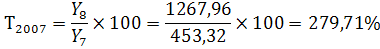 T₂₀₀₇ = Y₈/Y₇ × 100 = 1267,96/453,32 × 100 = 279,71%